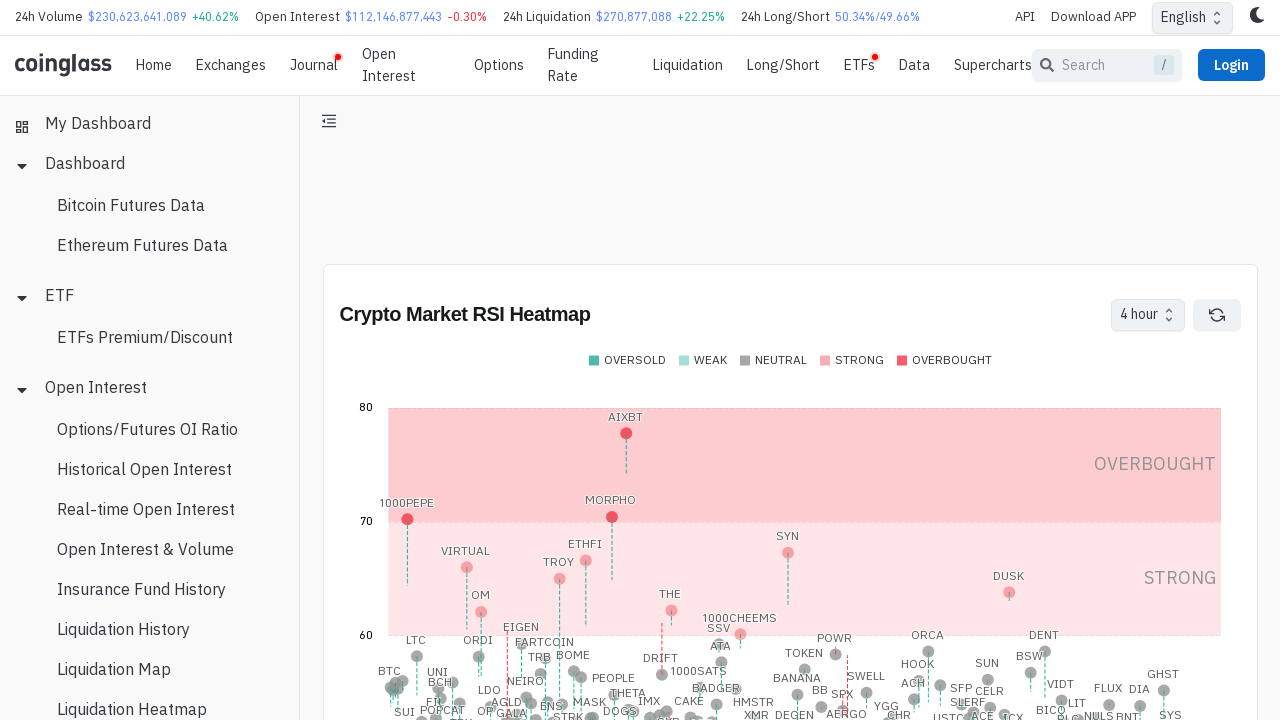 24h Volume $230,623,641,089 +40.62% Open Interest $112,146,877,443 -0.30% 24h Liquidation $270,877,088 +22.25% 24h Long/Short 50.34%/49.66% API Download APP English
coinglass Home Exchanges Journal Open Interest Options Funding Rate Liquidation Long/Short ETFs Data Supercharts Search / Login
My Dashboard
Dashboard
Bitcoin Futures Data
Ethereum Futures Data
ETF
ETFs Premium/Discount
Open Interest
Options/Futures OI Ratio
Historical Open Interest
Real-time Open Interest
Open Interest & Volume
Insurance Fund History
Liquidation History
Liquidation Map
Liquidation Heatmap
Crypto Market RSI Heatmap 4 hour
OVERSOLD WEAK NEUTRAL STRONG OVERBOUGHT
80
AIXBT
OVERBOUGHT
1000PEPE MORPHO
70
SYN
VIRTUAL TROY ETHFI
STRONG
DUSK
OM THE
1000CHEEMS
EIGEN SSV
60
LTC ORDI FARTCOIN ATA POWR ORCA DENT
TRB BOME DRIFT TOKEN BSW
BTC UNI 1000SATS HOOK SUN
BCH NEIRO PEOPLE BANANA SWELL ACH GHST
LDO THETA BADGER BB SPX SFP CELR VIDT FLUX DIA
FIL AGLD MASK IMX CAKE HMSTR YGG SLERF LIT
SUI POPCAT OP GALA ENS STRK DOGS XMR DEGEN AERGO ACE BNT SYS